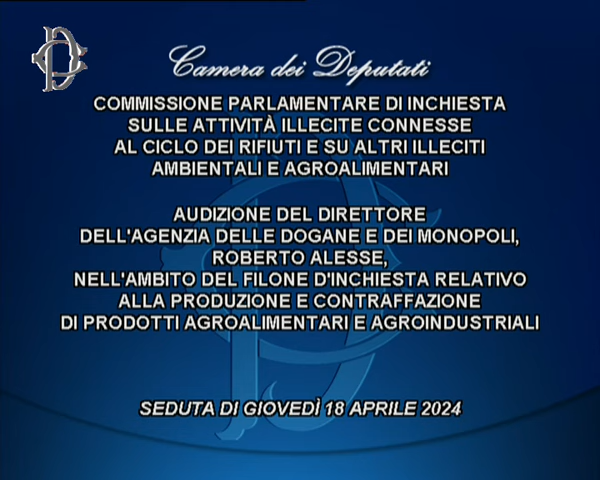 Camera dei Deputati
COMMISSIONE PARLAMENTARE DI INCHIESTA
SULLE ATTIVITÀ ILLECITE CONNESSE
AL CICLO DEI RIFIUTI E SU ALTRI ILLECITI
AMBIENTALI E AGROALIMENTARI
AUDIZIONE DEL DIRETTORE
DELL'AGENZIA DELLE DOGANE E DEI MONOPOLI,
ROBERTO ALESSE,
NELL'AMBITO DEL FILONE D'INCHIESTA RELATIVO
ALLA PRODUZIONE E CONTRAFFAZIONE
DI PRODOTTI AGROALIMENTARI E AGROINDUSTRIALI
SEDUTA DI GIOVEDÌ 18 APRILE 2024